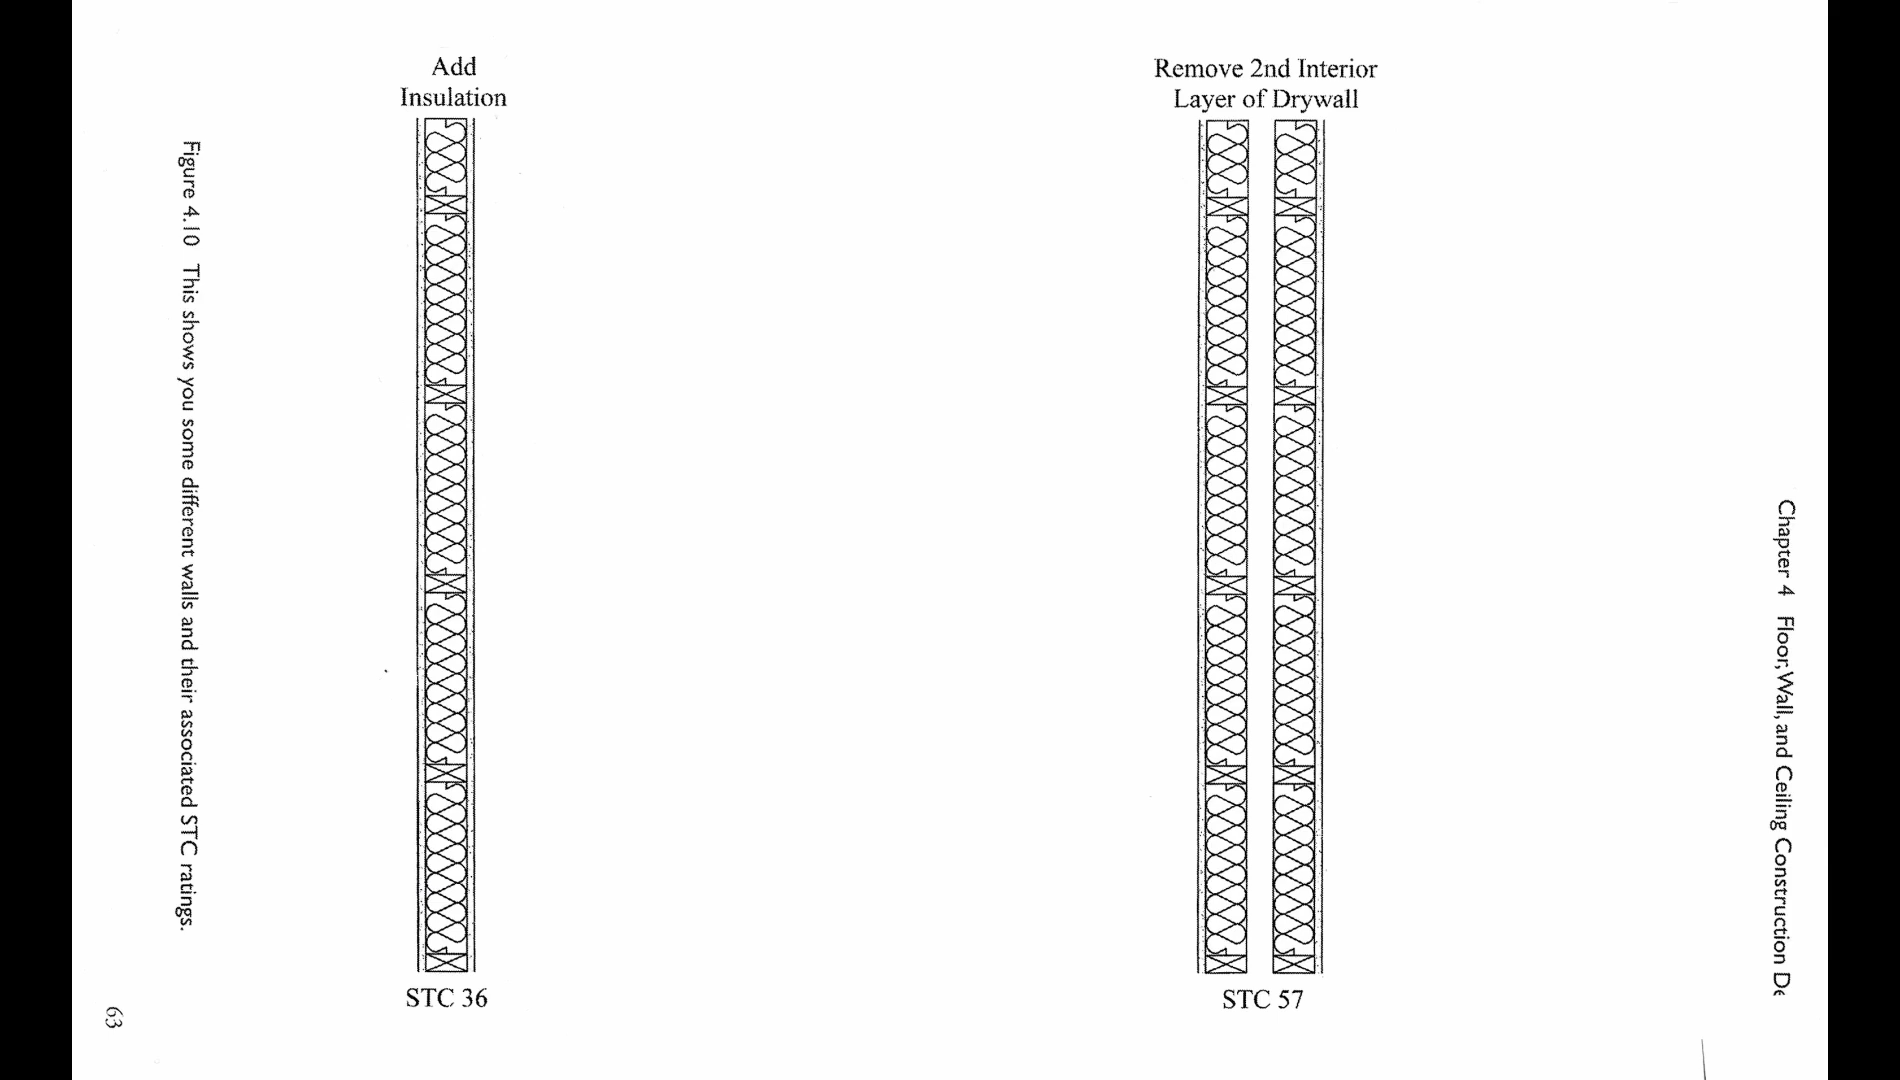 Add
Insulation
STC 36
Remove 2nd Interior
Layer of Drywall
STC 57
Figure 4.10 This shows you some different walls and their associated STC ratings.
Chapter 4 Floor, Wall, and Ceiling Construction
63